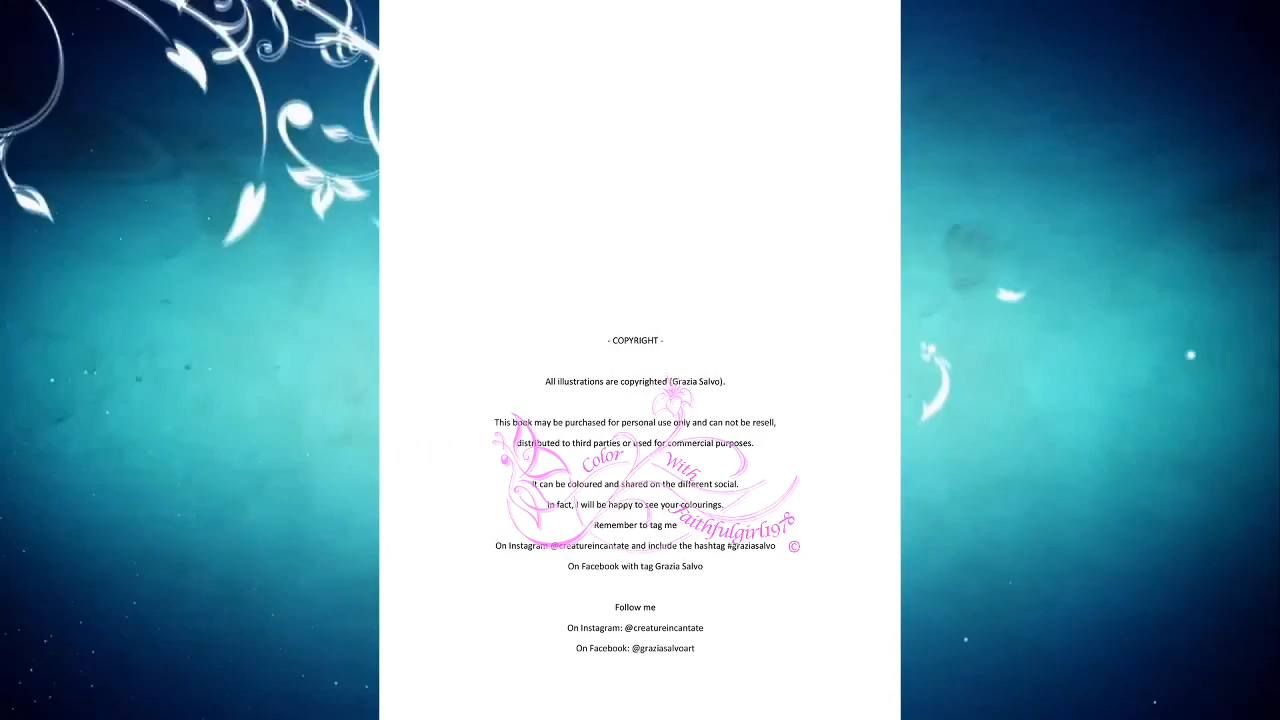 - COPYRIGHT -
All illustrations are copyrighted (Grazia Salvo).
This book may be purchased for personal use only and can not be resell,
distributed to third parties or used for commercial purposes.
It can be coloured and shared on the different social.
In fact, I will be happy to see your colourings.
Remember to tag me
On Instagram @creatureincantate and include the hashtag #graziasalvo
On Facebook with tag Grazia Salvo
Follow me
On Instagram: @creatureincantate
On Facebook: @graziasalvoart
Color With
Faithfulgirl1978
©